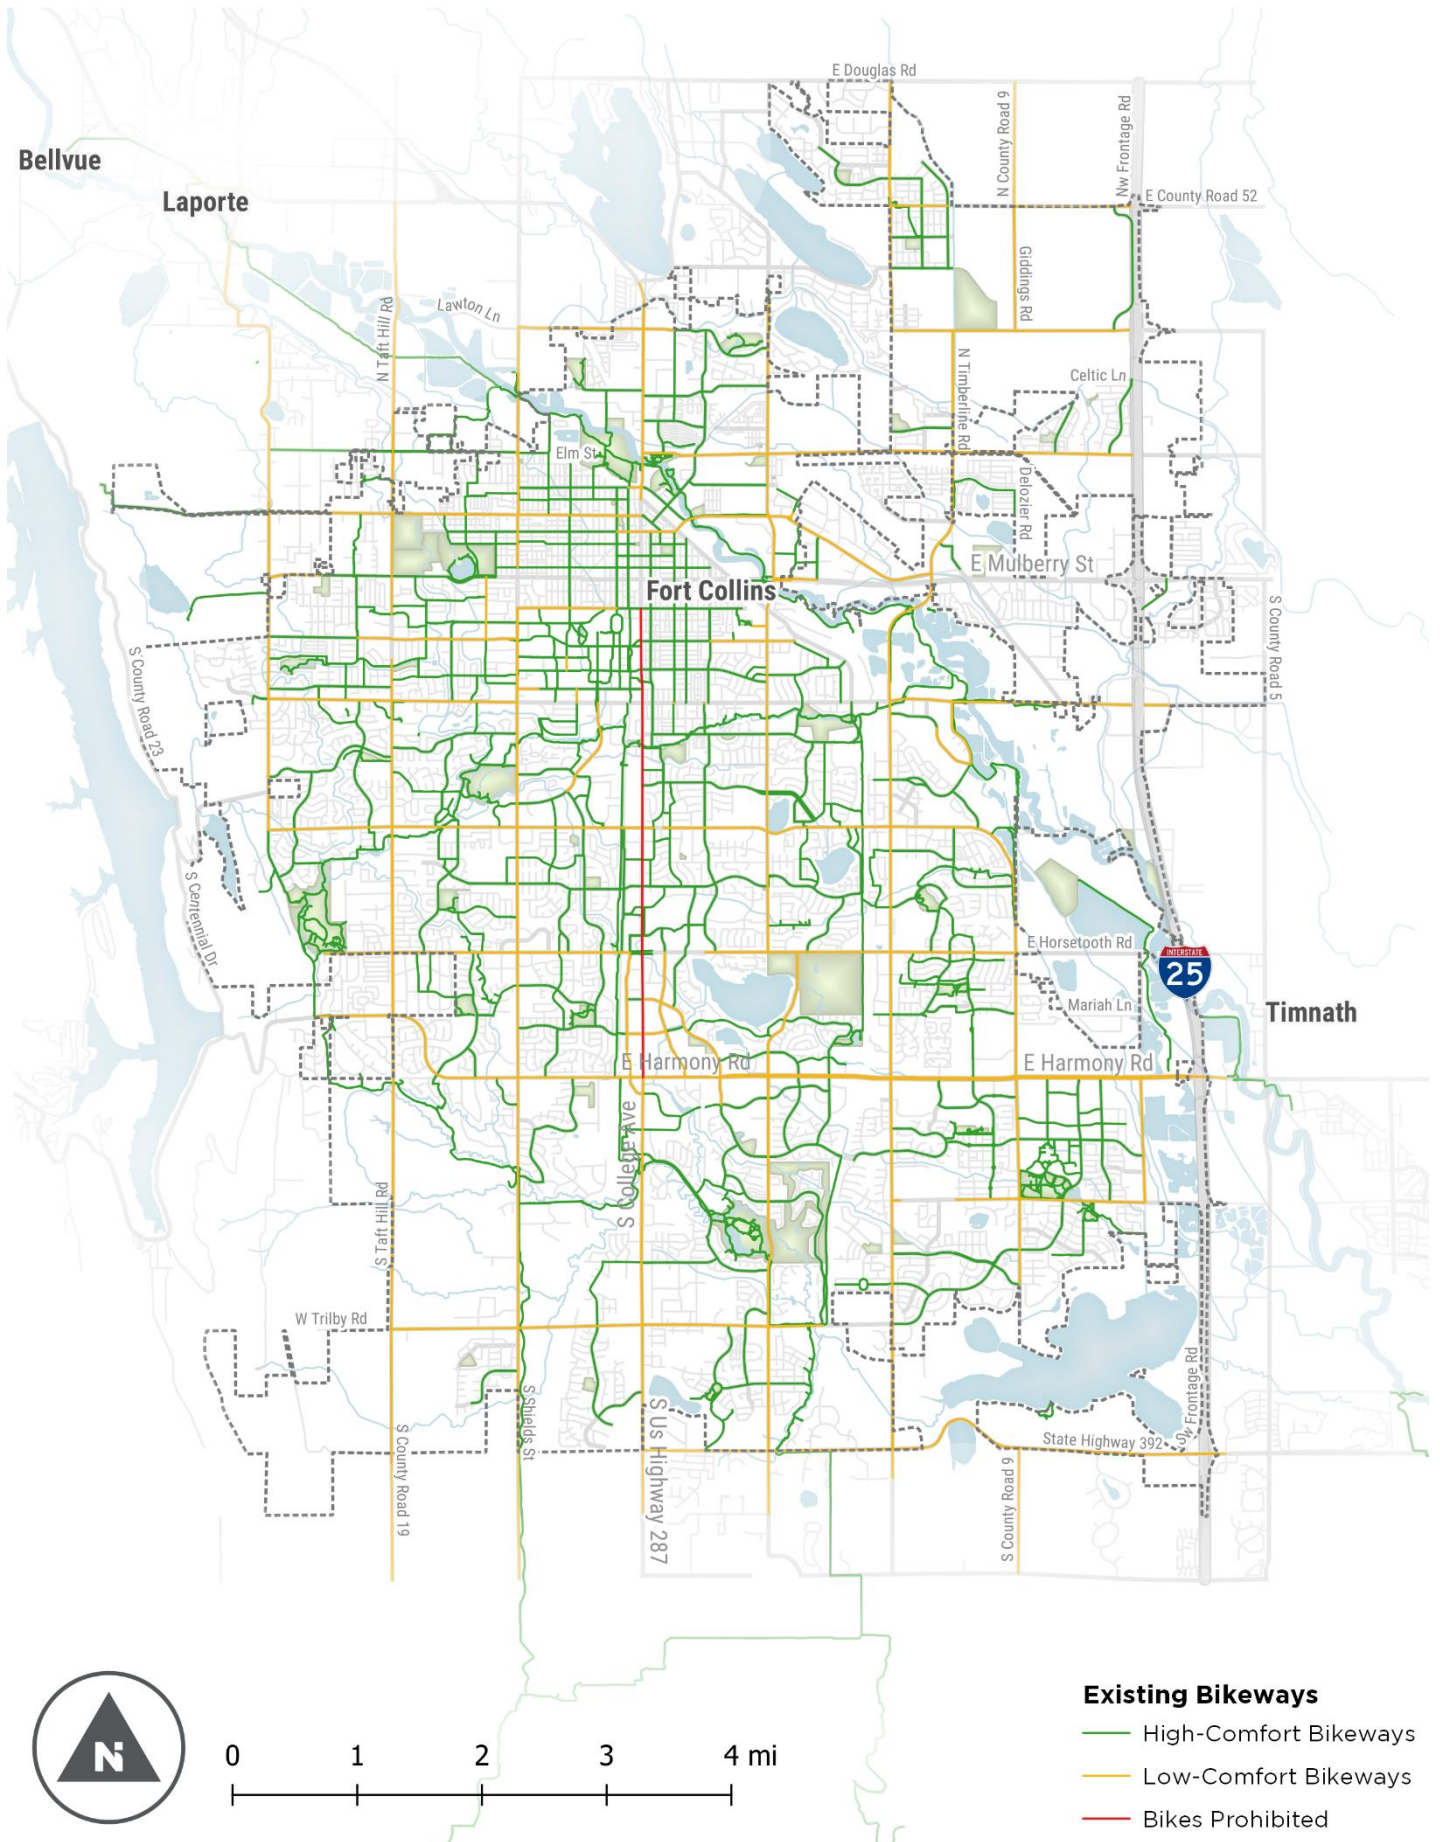 E Douglas Rd
N County Road 9
Nw Frontage Rd
Bellvue
Laporte
E County Road 52
Giddings Rd
N Taft Hill Rd
Lawton Ln
N Timberline Rd
Celtic Ln
Elm St
Delozier Rd
E Mulberry St
Fort Collins
S County Road 5
S County Road 23
S Centennial Dr
E Horsetooth Rd
INTERSTATE
25
Mariah Ln
Timnath
E Harmony Rd
E Harmony Rd
S College Ave
S Taft Hill Rd
W Trilby Rd
Sw Frontage Rd
S Shields St
S US Highway 287
State Highway 392
S County Road 19
S County Road 9
N
0 1 2 3 4 mi
Existing Bikeways
High-Comfort Bikeways
Low-Comfort Bikeways
Bikes Prohibited